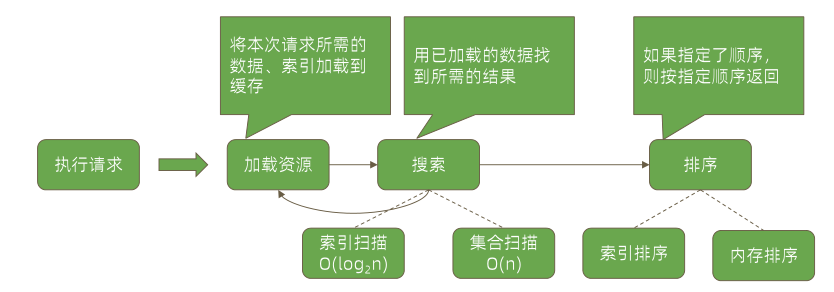 将本次请求所需的
数据、索引加载到
缓存
用已加载的数据找
到所需的结果
如果指定了顺序，
则按指定顺序返回
执行请求
加载资源
搜索
排序
索引扫描
O(log₂n)
集合扫描
O(n)
索引排序
内存排序